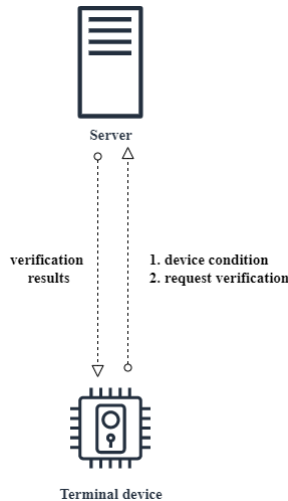 Server
verification
results
1. device condition
2. request verification
Terminal device